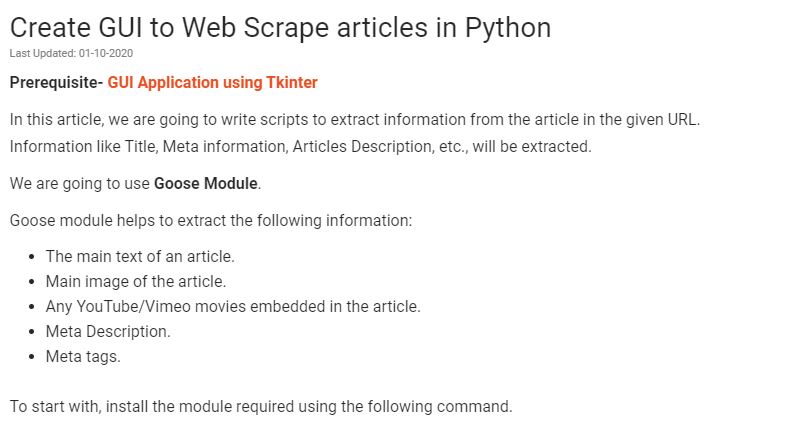 Create GUI to Web Scrape articles in Python
Last Updated: 01-10-2020
Prerequisite- GUI Application using Tkinter
In this article, we are going to write scripts to extract information from the article in the given URL.
Information like Title, Meta information, Articles Description, etc., will be extracted.
We are going to use Goose Module.
Goose module helps to extract the following information:
• The main text of an article.
• Main image of the article.
• Any YouTube/Vimeo movies embedded in the article.
• Meta Description.
• Meta tags.
To start with, install the module required using the following command.